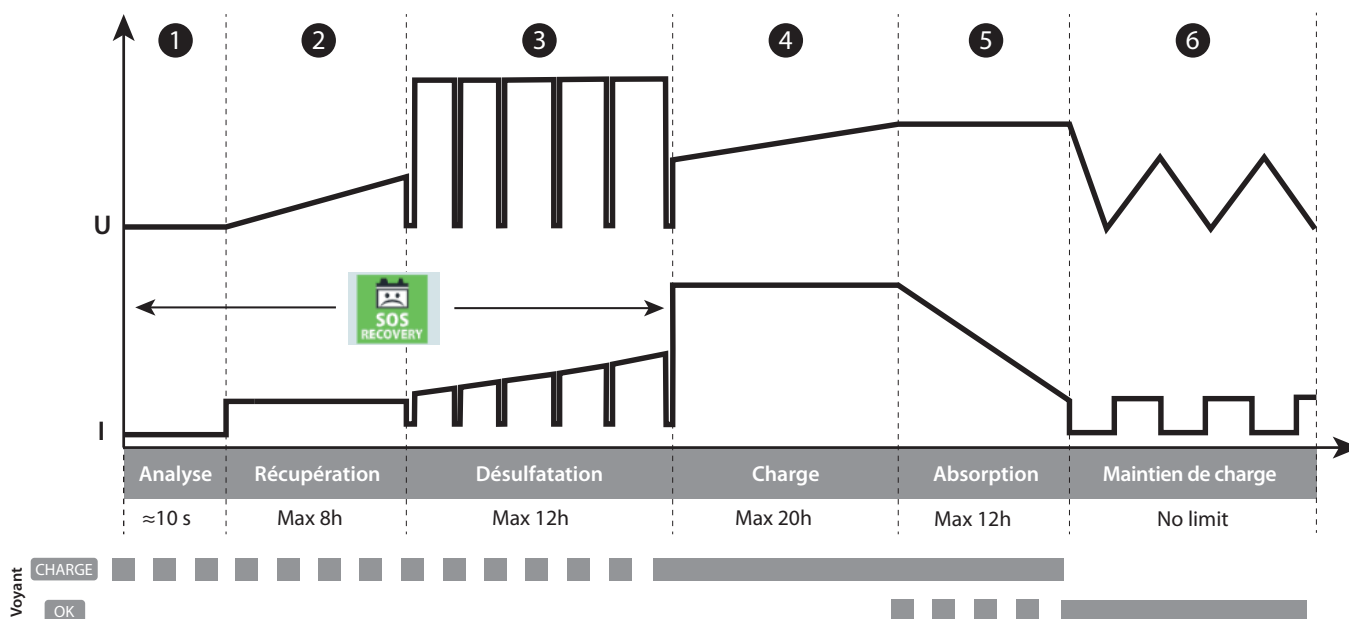 1 2 3 4 5 6
U
SOS
RECOVERY
I
Analyse Récupération Désulfatation Charge Absorption Maintien de charge
≈10 s Max 8h Max 12h Max 20h Max 12h No limit
Voyant
CHARGE
OK